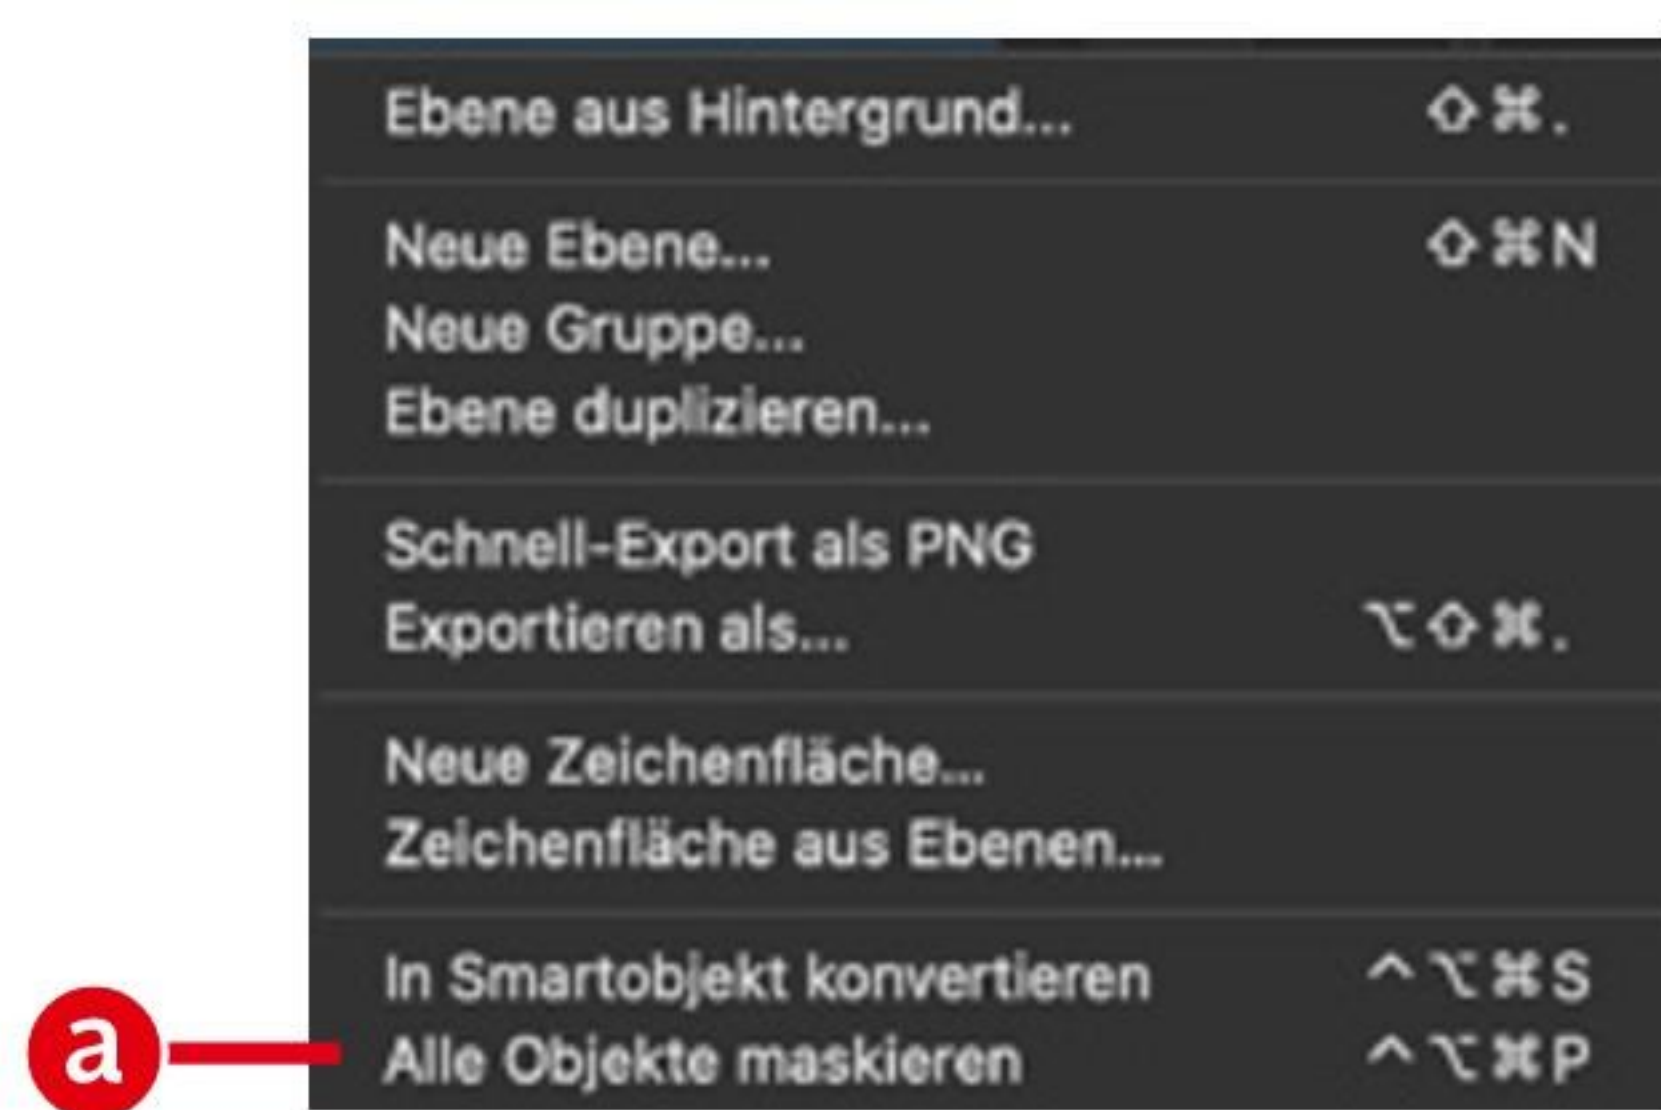 Ebene aus Hintergrund... ⇧⌘.
Neue Ebene... ⇧⌘N
Neue Gruppe...
Ebene duplizieren...
Schnell-Export als PNG
Exportieren als... ⌥⇧⌘.
Neue Zeichenfläche...
Zeichenfläche aus Ebenen...
In Smartobjekt konvertieren ^⌥⌘S
a Alle Objekte maskieren ^⌥⌘P